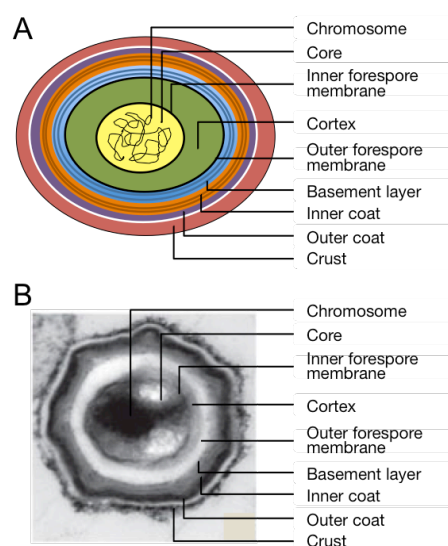 A
Chromosome
Core
Inner forespore
membrane
Cortex
Outer forespore
membrane
Basement layer
Inner coat
Outer coat
Crust
B
Chromosome
Core
Inner forespore
membrane
Cortex
Outer forespore
membrane
Basement layer
Inner coat
Outer coat
Crust